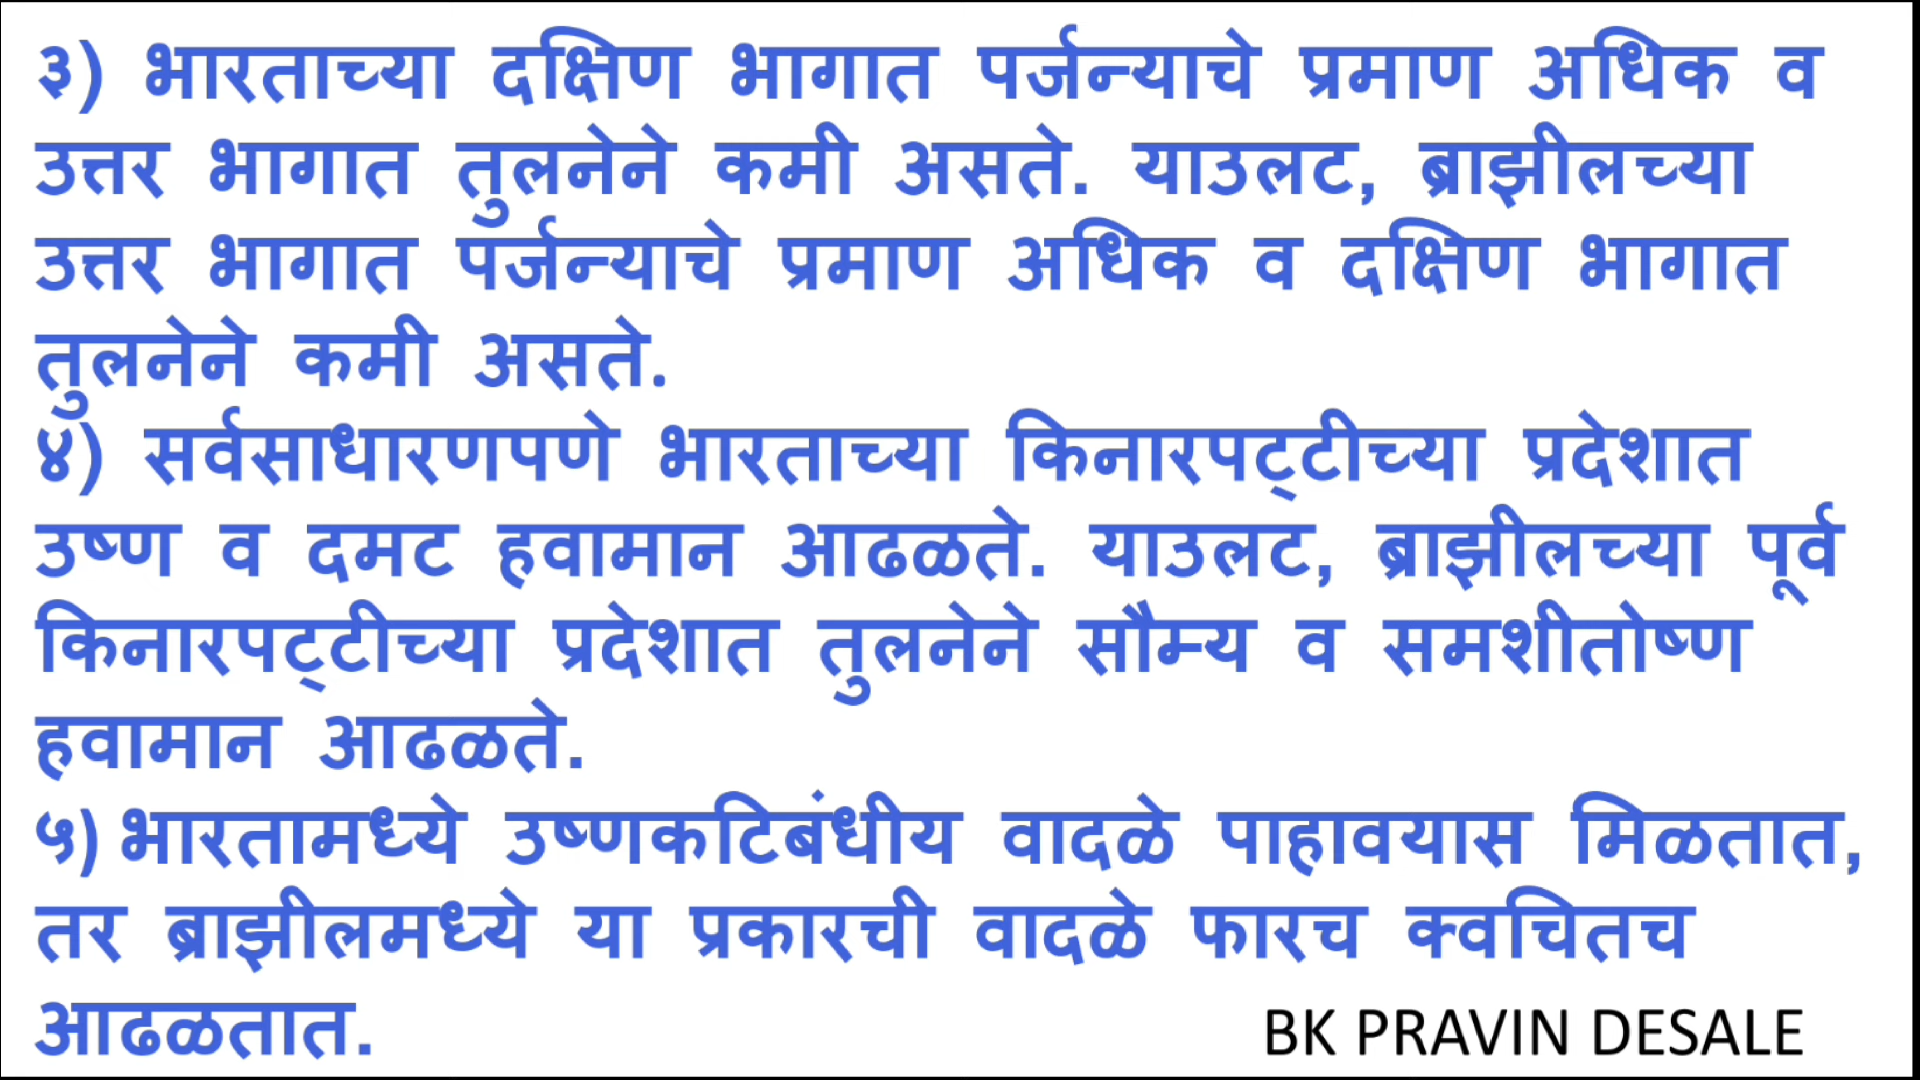 ३) भारताच्या दक्षिण भागात पर्जन्याचे प्रमाण अधिक व
उत्तर भागात तुलनेने कमी असते. याउलट, ब्राझीलच्या
उत्तर भागात पर्जन्याचे प्रमाण अधिक व दक्षिण भागात
तुलनेने कमी असते.
४) सर्वसाधारणपणे भारताच्या किनारपट्टीच्या प्रदेशात
उष्ण व दमट हवामान आढळते. याउलट, ब्राझीलच्या पूर्व
किनारपट्टीच्या प्रदेशात तुलनेने सौम्य व समशीतोष्ण
हवामान आढळते.
५) भारतामध्ये उष्णकटिबंधीय वादळे पाहावयास मिळतात,
तर ब्राझीलमध्ये या प्रकारची वादळे फारच क्वचितच
आढळतात.
BK PRAVIN DESALE